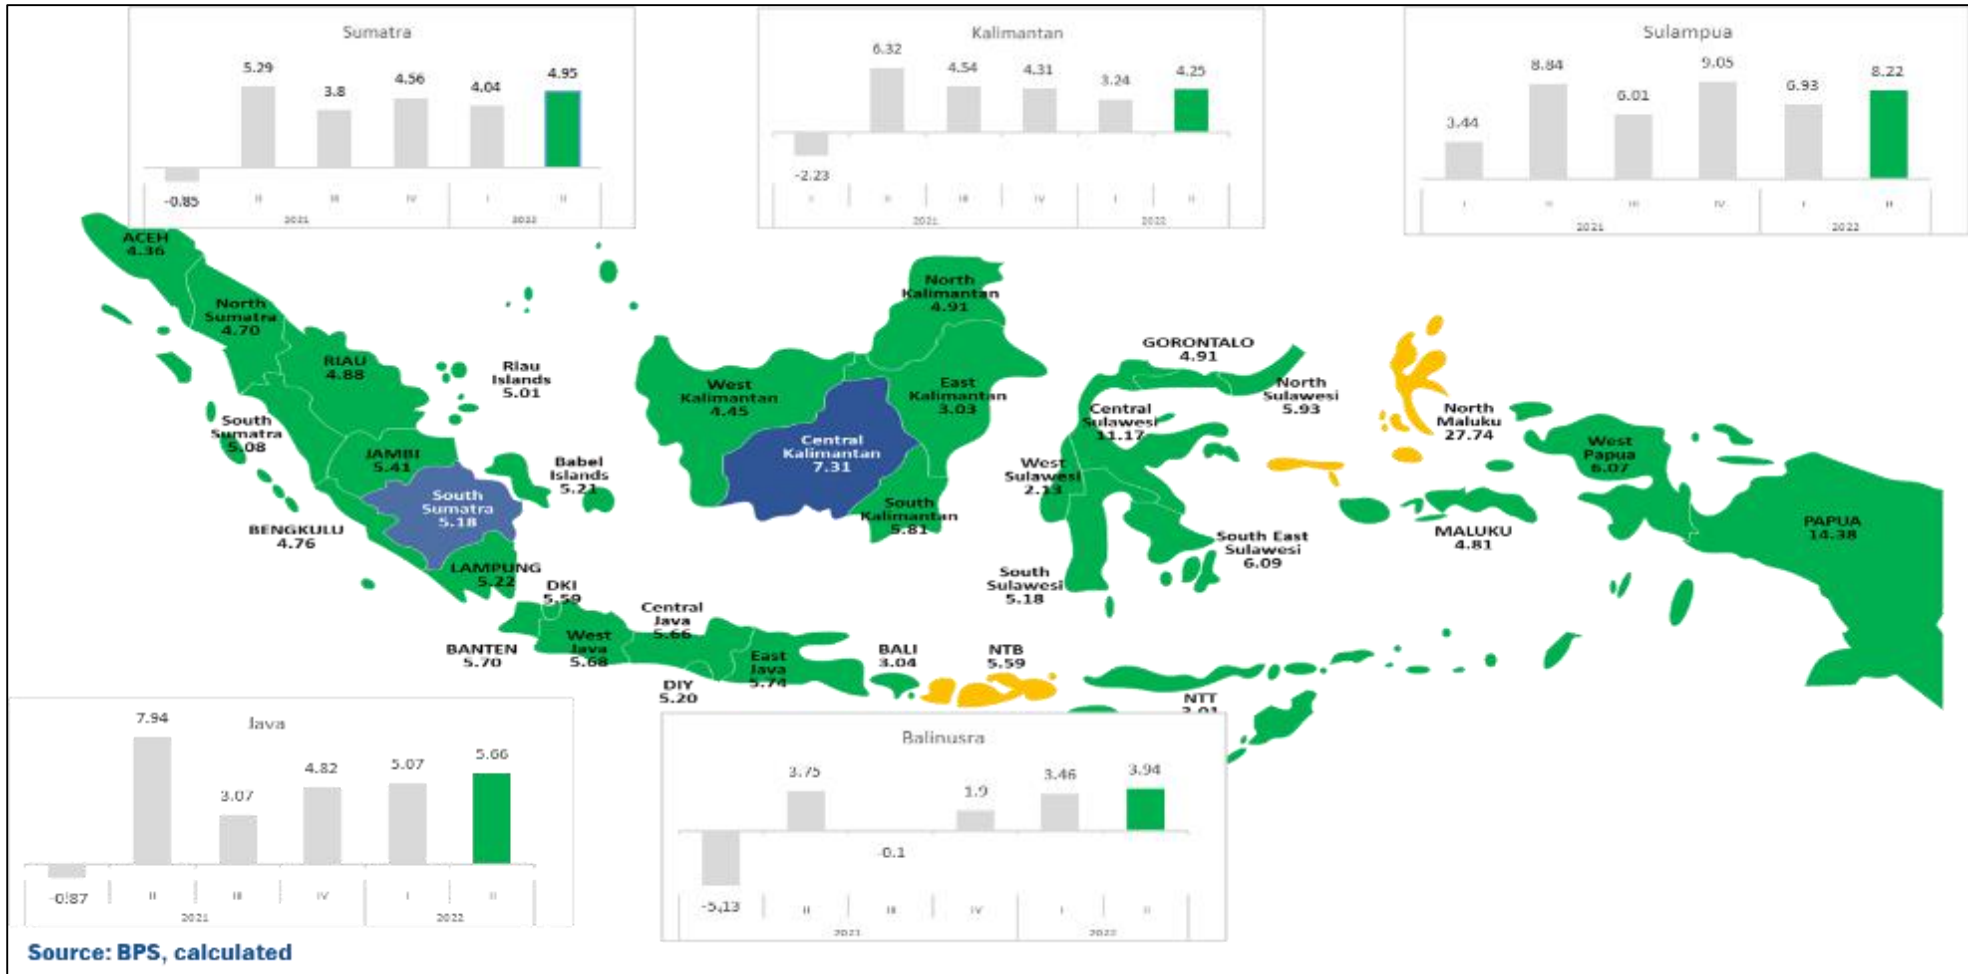 Sumatra
5.29
3.8
4.56
4.04
4.95
-0.85
II
III
IV
I
II
2021
2022
Kalimantan
6.32
4.54
4.31
3.24
4.25
-2.23
I
II
III
IV
I
II
2021
2022
Sulampua
3.44
8.84
6.01
9.05
6.93
8.22
I
II
III
IV
I
II
2021
2022
ACEH
4.36
North
Sumatra
4.70
RIAU
4.88
Riau
Islands
5.01
South
Sumatra
5.08
JAMBI
5.41
South
Sumatra
5.18
Babel
Islands
5.21
BENGKULU
4.76
LAMPUNG
5.22
North
Kalimantan
4.91
West
Kalimantan
4.45
East
Kalimantan
3.03
Central
Kalimantan
7.31
South
Kalimantan
5.81
GORONTALO
4.91
North
Sulawesi
5.93
Central
Sulawesi
11.17
West
Sulawesi
2.13
South East
Sulawesi
6.09
South
Sulawesi
5.18
North
Maluku
27.74
MALUKU
4.81
West
Papua
6.07
PAPUA
14.38
DKI
5.59
BANTEN
5.70
West
Java
5.68
Central
Java
5.66
DIY
5.20
East
Java
5.74
BALI
3.04
NTB
5.59
NTT
3.01
Java
7.94
3.07
4.82
5.07
5.66
-0.87
II
III
IV
I
II
2021
2022
Balinusra
3.75
-0.1
1.9
3.46
3.94
-5.13
II
III
IV
I
II
2021
2022
Source: BPS, calculated